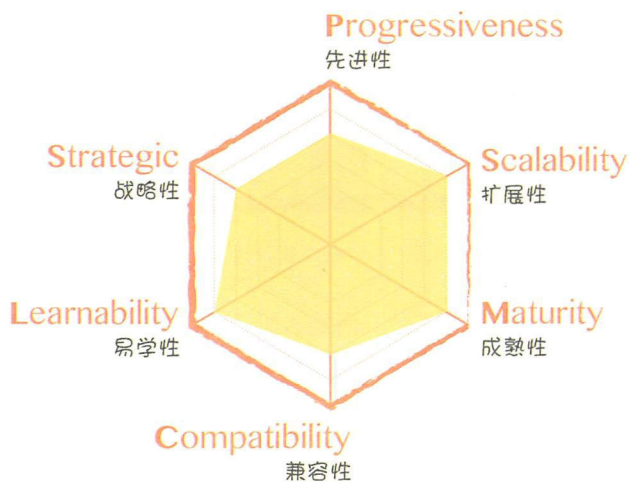 Progressiveness
先进性
Strategic
战略性
Scalability
扩展性
Learnability
易学性
Maturity
成熟性
Compatibility
兼容性